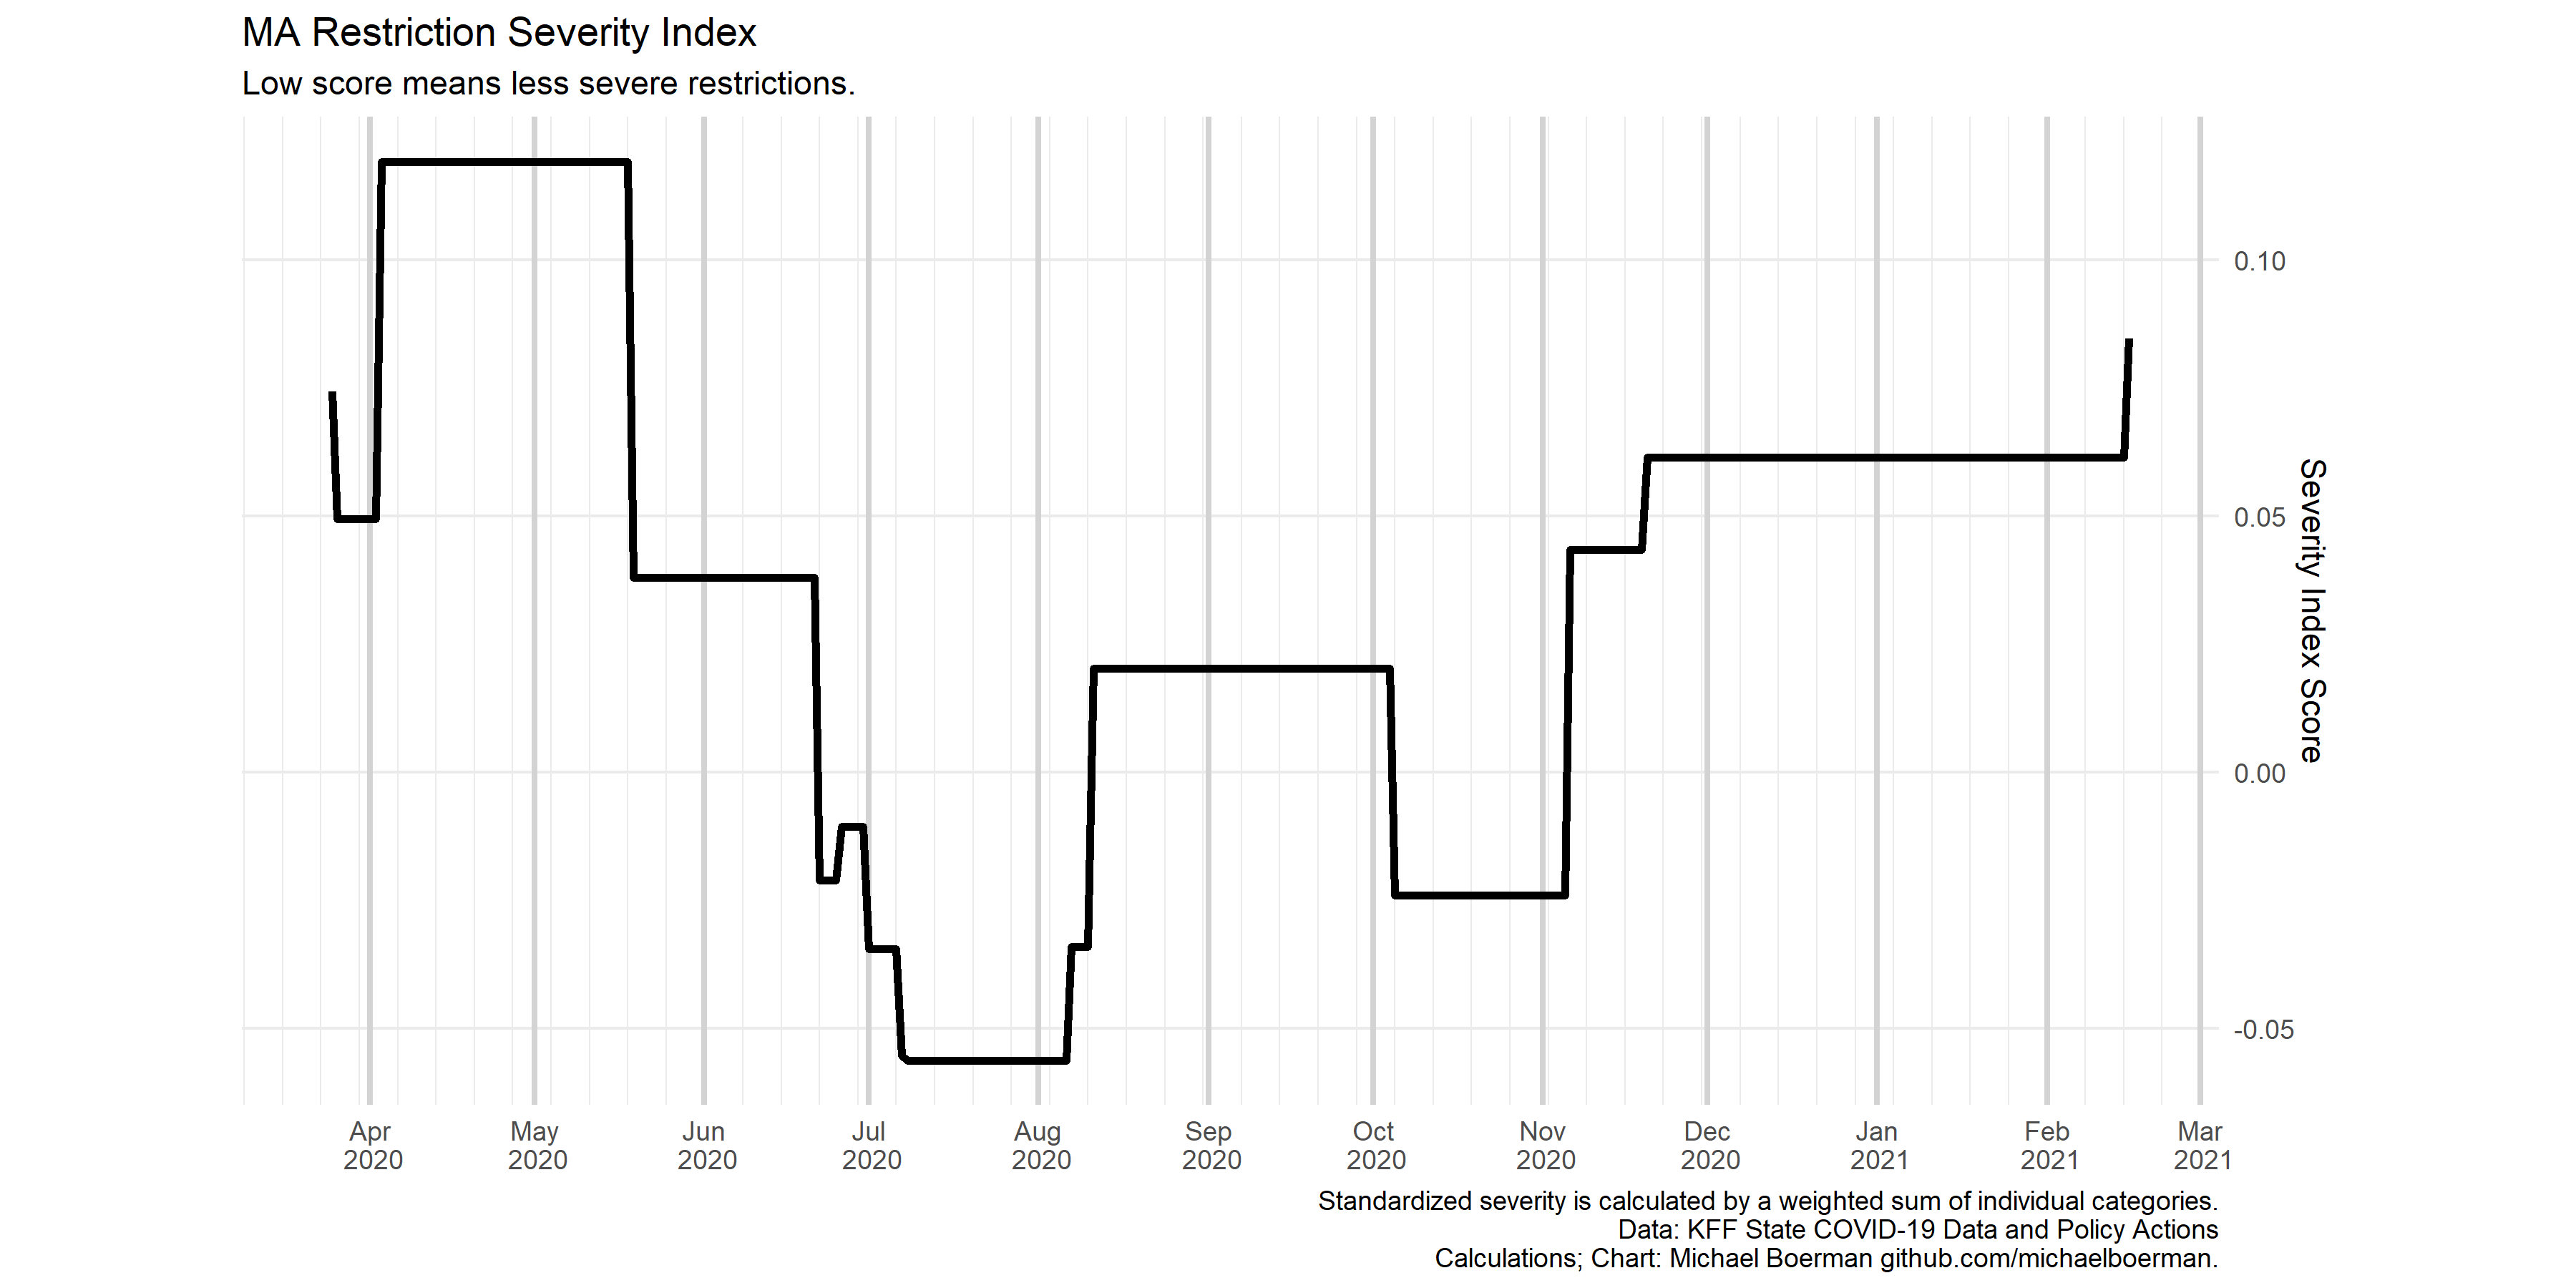 MA Restriction Severity Index
Low score means less severe restrictions.
0.10
0.05
0.00
-0.05
Severity Index Score
Apr 2020
May 2020
Jun 2020
Jul 2020
Aug 2020
Sep 2020
Oct 2020
Nov 2020
Dec 2020
Jan 2021
Feb 2021
Mar 2021
Standardized severity is calculated by a weighted sum of individual categories.
Data: KFF State COVID-19 Data and Policy Actions
Calculations; Chart: Michael Boerman github.com/michaelboerman.